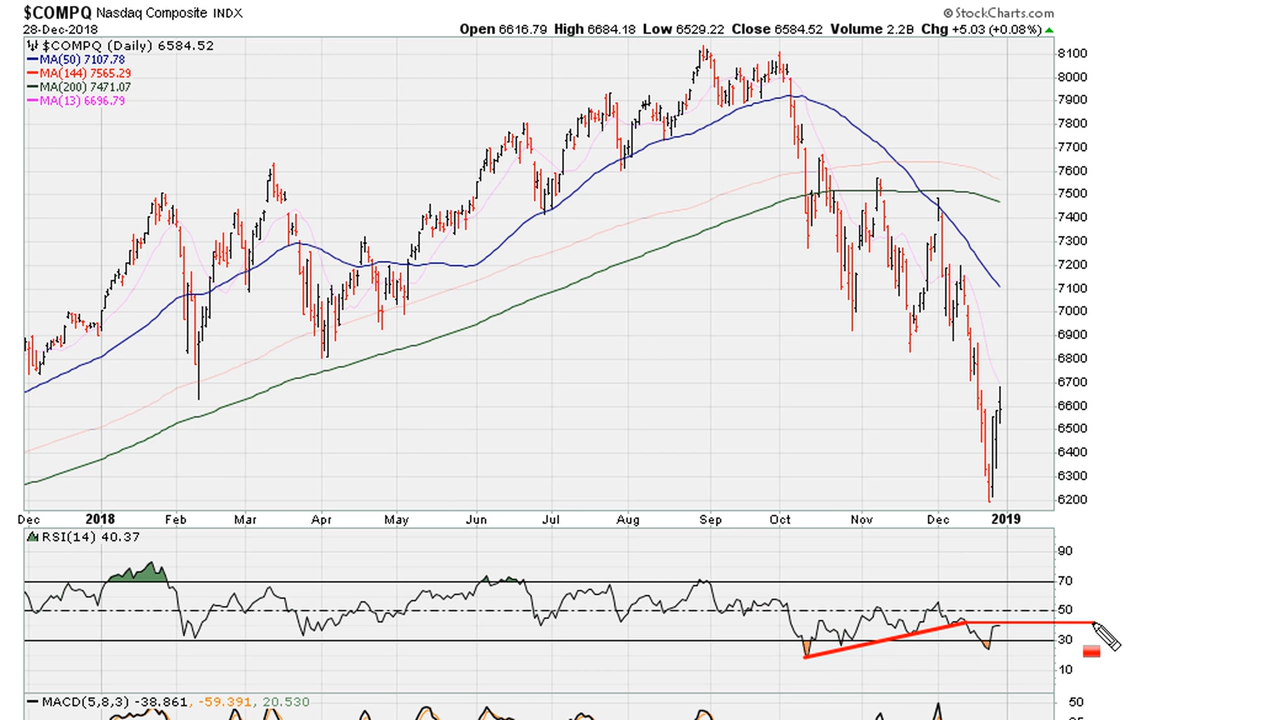 $COMPQ Nasdaq Composite INDX
© StockCharts.com
28-Dec-2018
Open 6616.79 High 6684.18 Low 6529.22 Close 6584.52 Volume 2.2B Chg +5.03 (+0.08%)
$COMPQ (Daily) 6584.52
MA(50) 7107.78
MA(144) 7565.29
MA(200) 7471.07
MA(13) 6696.79
8100
8000
7900
7800
7700
7600
7500
7400
7300
7200
7100
7000
6900
6800
6700
6600
6500
6400
6300
6200
Dec 2018 Feb Mar Apr May Jun Jul Aug Sep Oct Nov Dec 2019
RSI(14) 40.37
90
70
50
30
10
MACD(5,8,3) -38.861, -59.391, 20.530
50